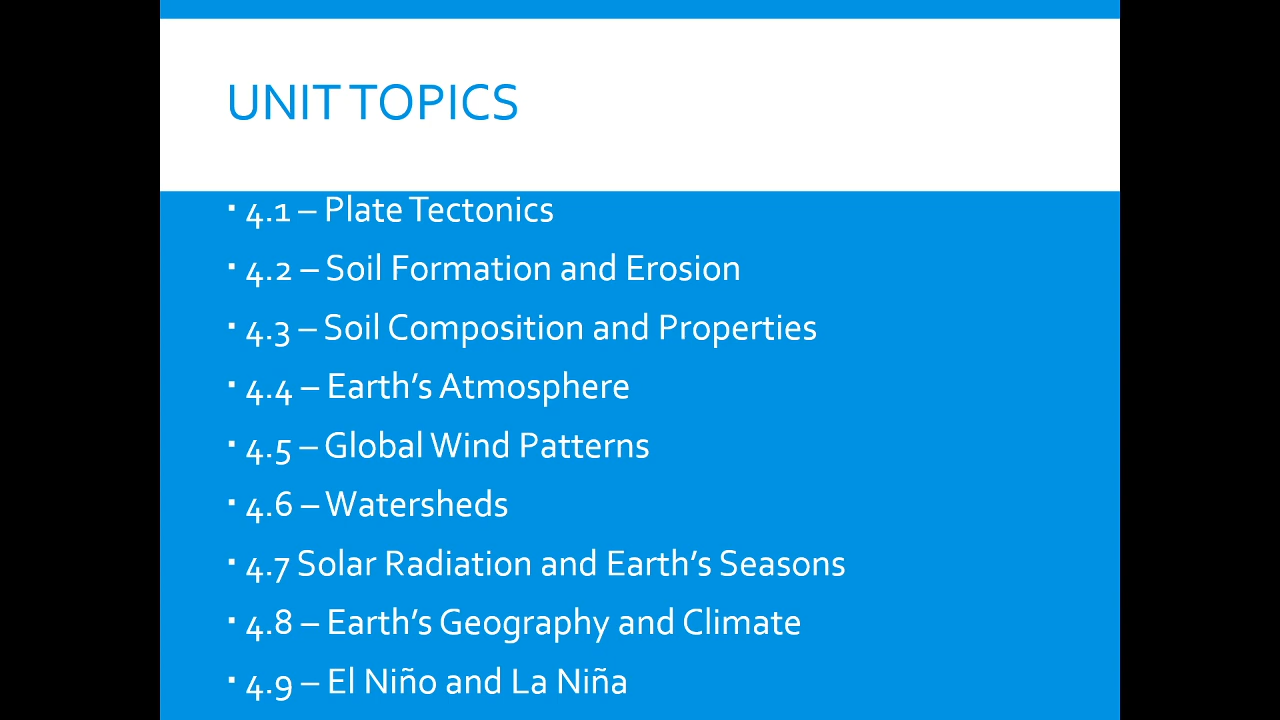 UNIT TOPICS
▪ 4.1 – Plate Tectonics
▪ 4.2 – Soil Formation and Erosion
▪ 4.3 – Soil Composition and Properties
▪ 4.4 – Earth’s Atmosphere
▪ 4.5 – Global Wind Patterns
▪ 4.6 – Watersheds
▪ 4.7 Solar Radiation and Earth’s Seasons
▪ 4.8 – Earth’s Geography and Climate
▪ 4.9 – El Niño and La Niña